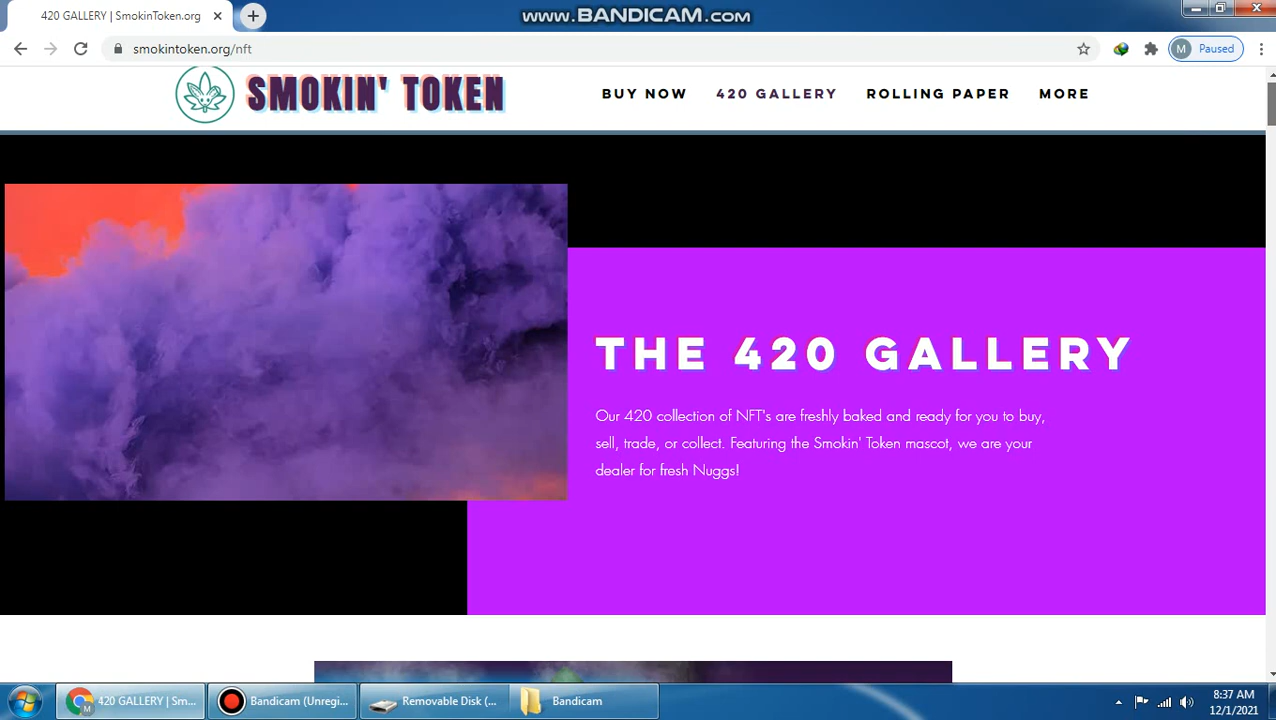 420 GALLERY | SmokinToken.org
www.BANDICAM.com
smokintoken.org/nft
M Paused
SMOKIN' TOKEN
BUY NOW 420 GALLERY ROLLING PAPER MORE
THE 420 GALLERY
Our 420 collection of NFT's are freshly baked and ready for you to buy,
sell, trade, or collect. Featuring the Smokin' Token mascot, we are your
dealer for fresh Nuggs!
M 420 GALLERY | Sm... Bandicam (Unregi... Removable Disk (... Bandicam
8:37 AM
12/1/2021